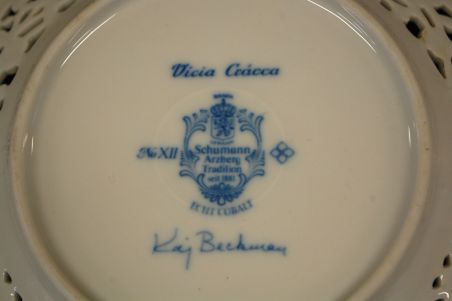 Vicia Cracca
No XII
Schumann
Arzberg
Tradition
seit 1881
ECHT COBALT
Kaj Beckman